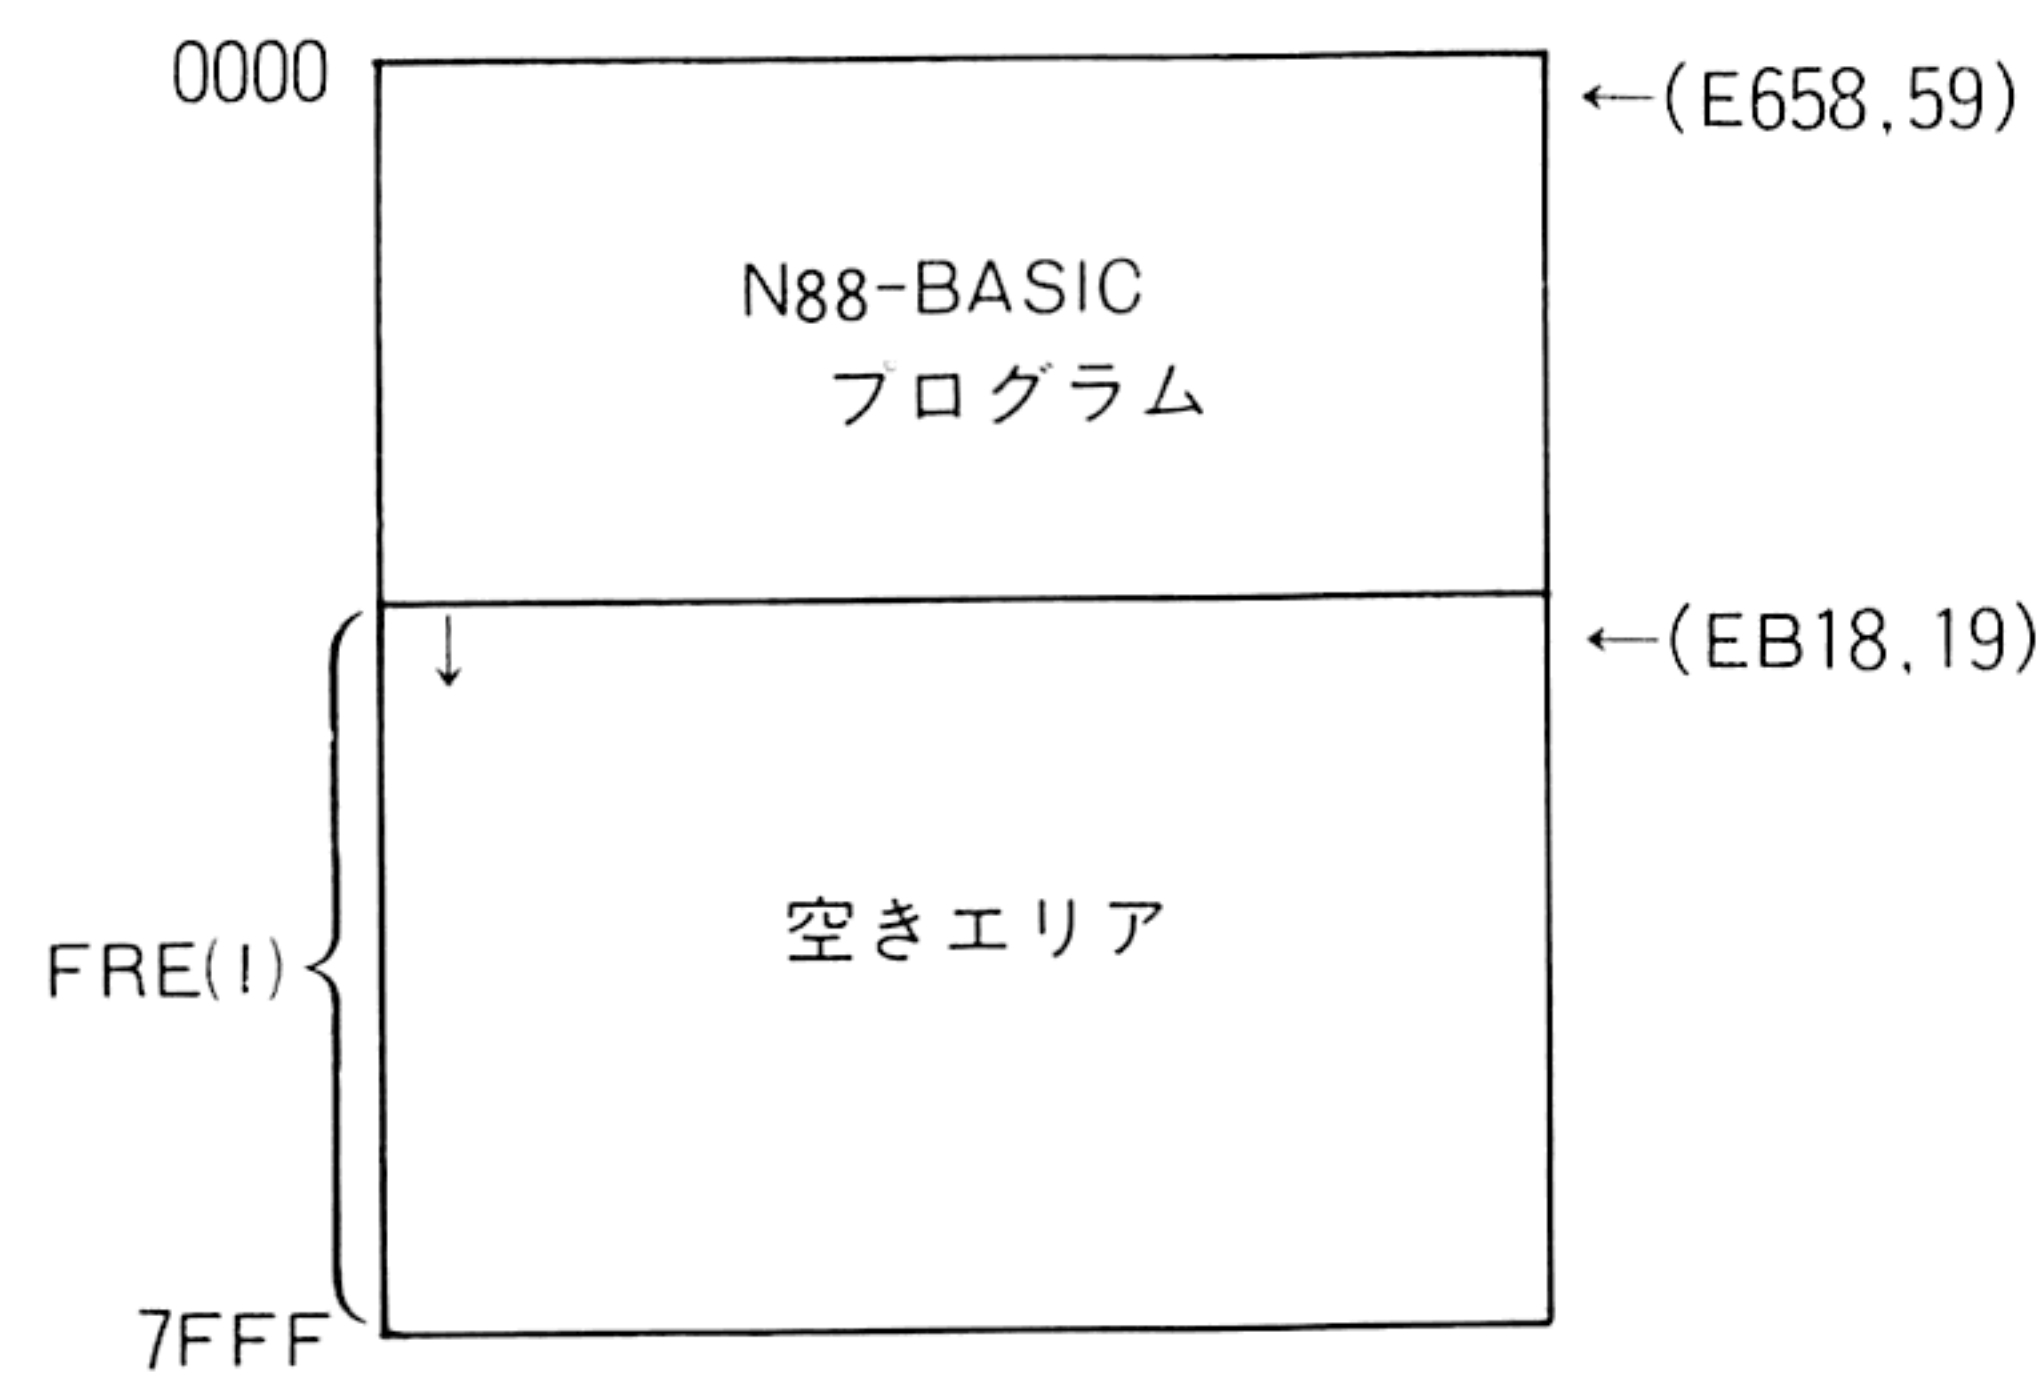 0000
←(E658,59)
N88-BASIC
プログラム
←(EB18,19)
↓
空きエリア
FRE(!)
7FFF